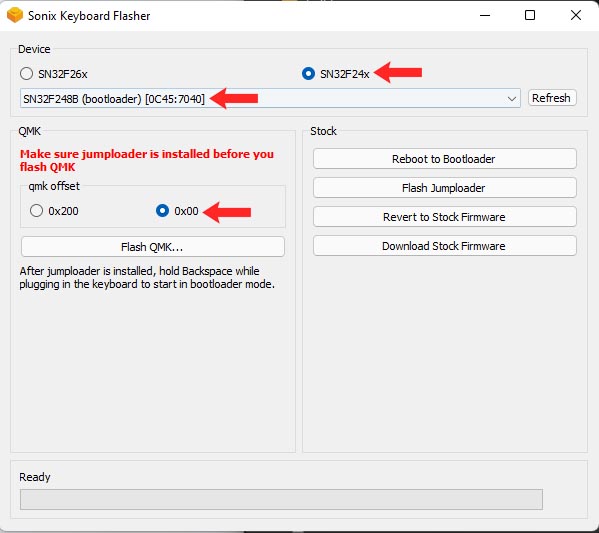 Sonix Keyboard Flasher
Device
SN32F26x
SN32F24x
SN32F248B (bootloader) [0C45:7040]
Refresh
QMK
Make sure jumploader is installed before you
flash QMK
qmk offset
0x200
0x00
Flash QMK...
After jumploader is installed, hold Backspace while
plugging in the keyboard to start in bootloader mode.
Stock
Reboot to Bootloader
Flash Jumploader
Revert to Stock Firmware
Download Stock Firmware
Ready